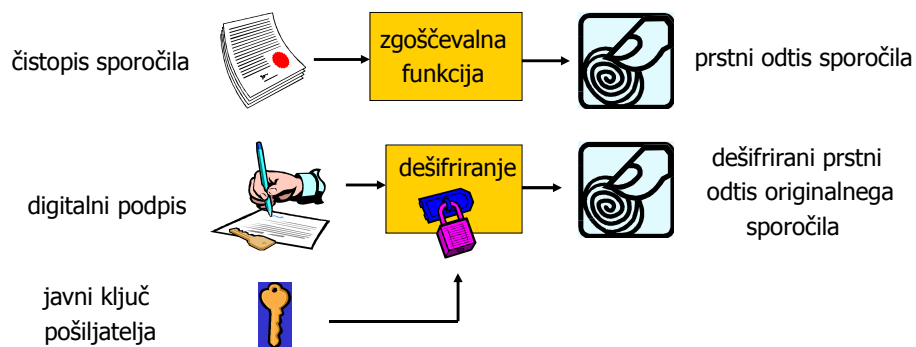 čistopis sporočila
zgoščevalna
funkcija
prstni odtis sporočila
digitalni podpis
dešifriranje
dešifrirani prstni
odtis originalnega
sporočila
javni ključ
pošiljatelja